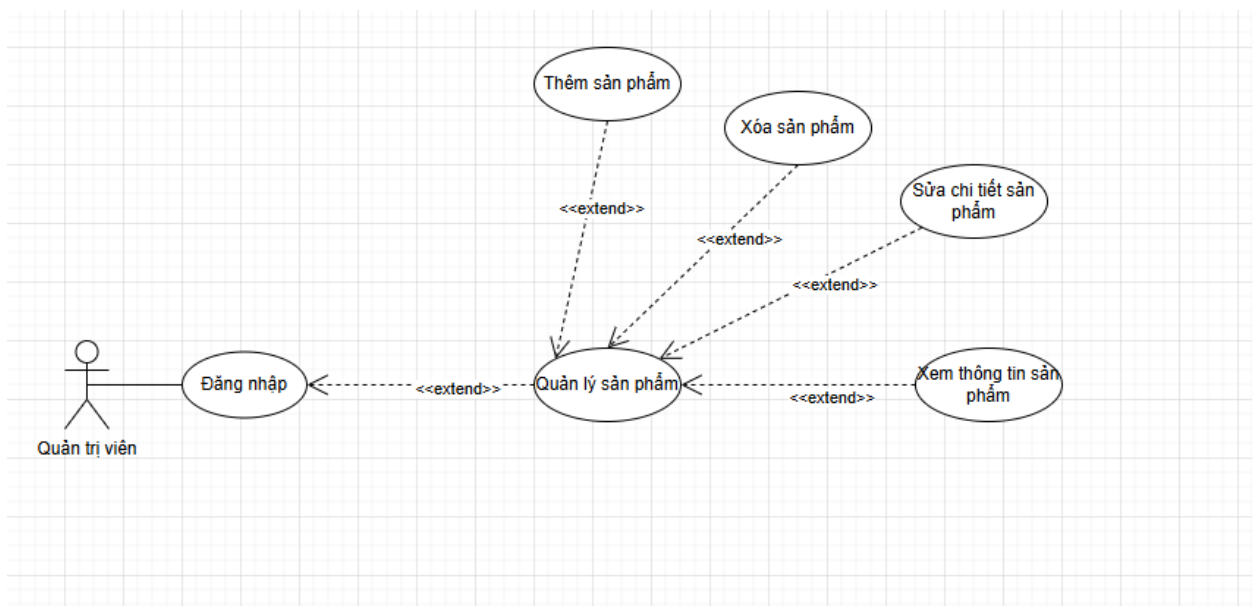 Thêm sản phẩm
Xóa sản phẩm
Sửa chi tiết sản
phẩm
<<extend>>
<<extend>>
<<extend>>
Đăng nhập
<<extend>>
Quản lý sản phẩm
<<extend>>
Xem thông tin sản
phẩm
Quản trị viên